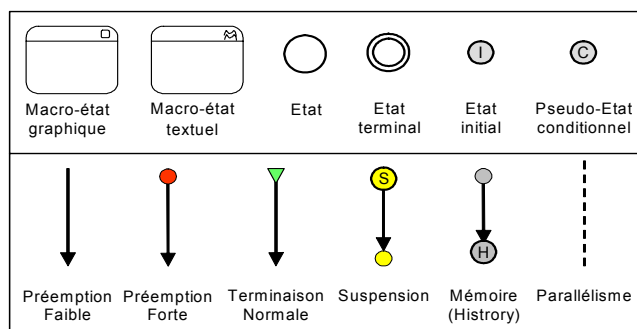 I
C
Macro-état
graphique
Macro-état
textuel
Etat
Etat
terminal
Etat
initial
Pseudo-Etat
conditionnel
S
H
Préemption
Faible
Préemption
Forte
Terminaison
Normale
Suspension
Mémoire
(Histrory)
Parallélisme